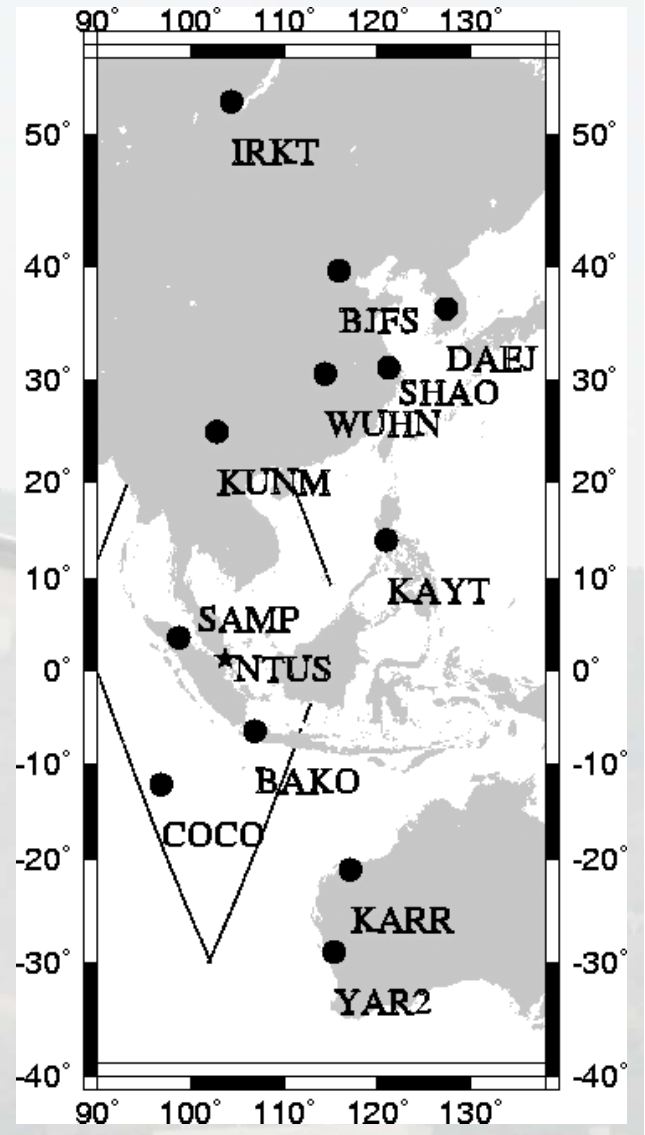 90° 100° 110° 120° 130°
IRKT
50° 50°
40° 40°
BJFS
DAEJ
30° 30°
SHAO
WUHN
KUNM
20° 20°
10° 10°
KAYT
SAMP
0° NTUS 0°
-10° -10°
BAKO
COCO
-20° -20°
KARR
-30° -30°
YAR2
-40° -40°
90° 100° 110° 120° 130°